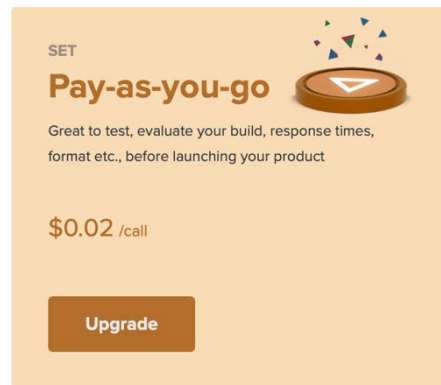 SET
Pay-as-you-go
Great to test, evaluate your build, response times,
format etc., before launching your product
$0.02 /call
Upgrade